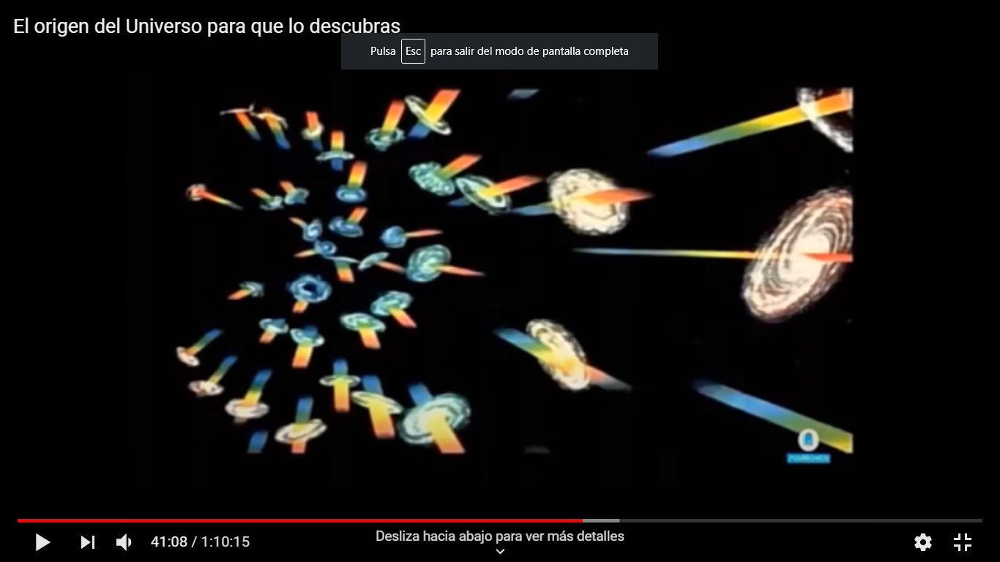 El origen del Universo para que lo descubras
Pulsa Esc para salir del modo de pantalla completa
POLITÉCNICA
41:08 / 1:10:15
Desliza hacia abajo para ver más detalles